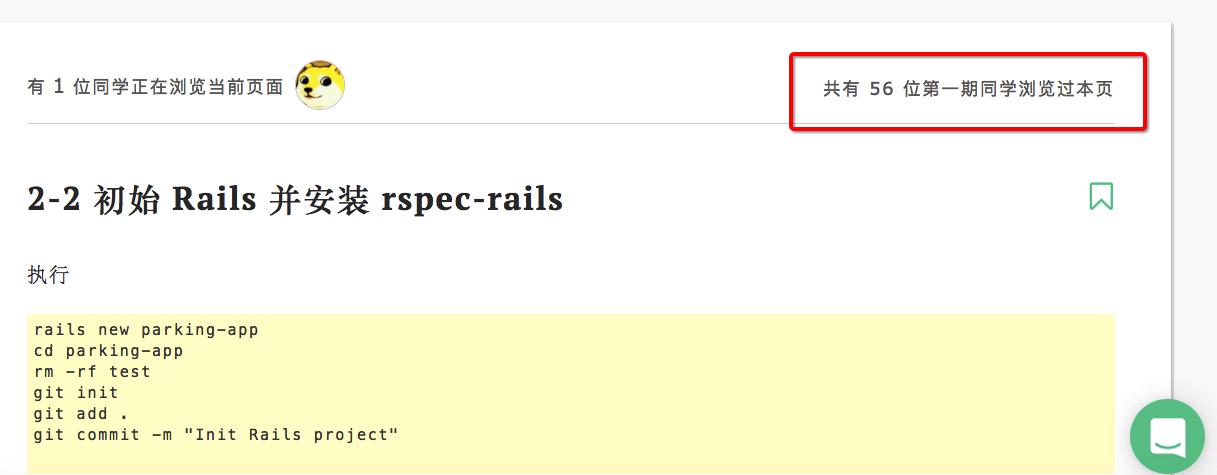 有 1 位同学正在浏览当前页面
共有 56 位第一期同学浏览过本页
2-2 初始 Rails 并安装 rspec-rails
执行
rails new parking-app
cd parking-app
rm -rf test
git init
git add .
git commit -m "Init Rails project"